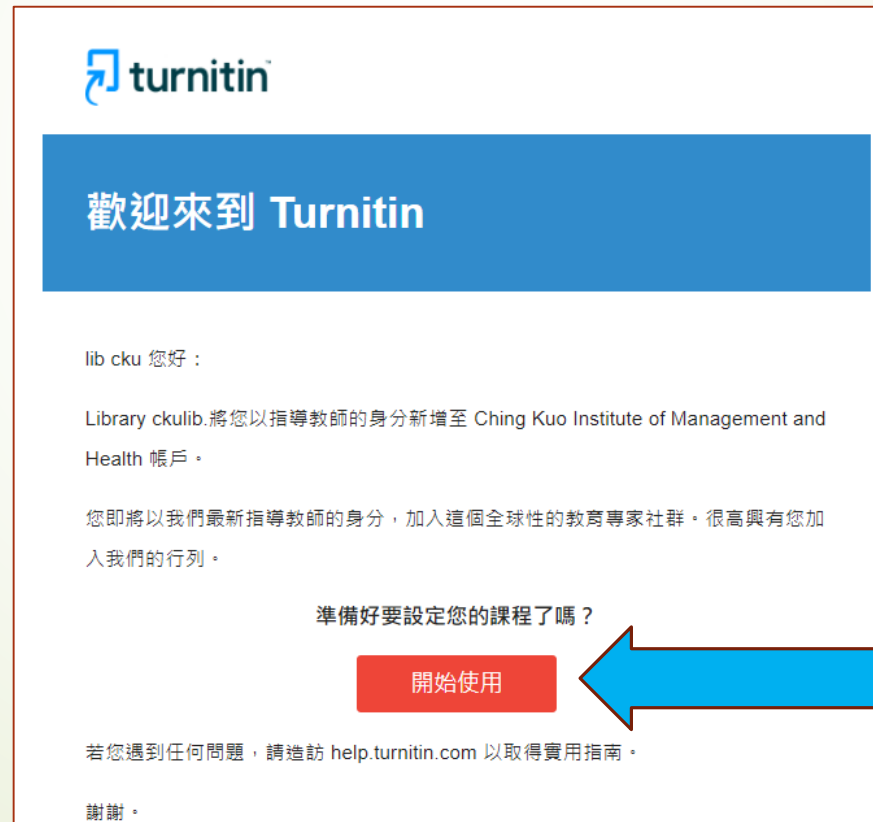 turnitin
歡迎來到 Turnitin
lib cku 您好：
Library ckulib.將您以指導教師的身分新增至 Ching Kuo Institute of Management and
Health 帳戶。
您即將以我們最新指導教師的身分，加入這個全球性的教育專家社群。很高興有您加
入我們的行列。
準備好要設定您的課程了嗎？
開始使用
若您遇到任何問題，請造訪 help.turnitin.com 以取得實用指南。
謝謝。